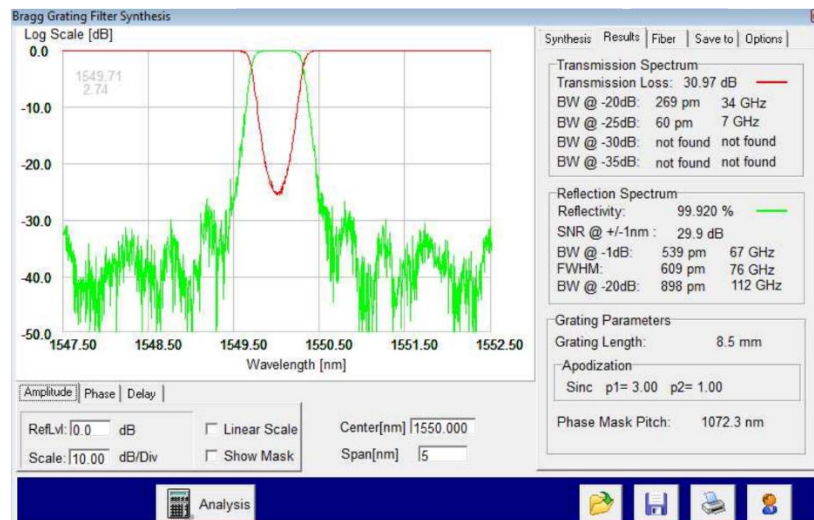 Bragg Grating Filter Synthesis
Log Scale [dB]
0.0
-10.0
-20.0
-30.0
-40.0
-50.0
1549.71
2.74
1547.50 1548.50 1549.50 1550.50 1551.50 1552.50
Wavelength [nm]
Amplitude Phase Delay
RefLvl: 0.0 dB
Scale: 10.00 dB/Div
Linear Scale
Show Mask
Center[nm] 1550.000
Span[nm] 5
Synthesis Results Fiber Save to Options
Transmission Spectrum
Transmission Loss: 30.97 dB
BW @ -20dB: 269 pm 34 GHz
BW @ -25dB: 60 pm 7 GHz
BW @ -30dB: not found not found
BW @ -35dB: not found not found
Reflection Spectrum
Reflectivity: 99.920 %
SNR @ +/-1nm : 29.9 dB
BW @ -1dB: 539 pm 67 GHz
FWHM: 609 pm 76 GHz
BW @ -20dB: 898 pm 112 GHz
Grating Parameters
Grating Length: 8.5 mm
Apodization
Sinc p1= 3.00 p2= 1.00
Phase Mask Pitch: 1072.3 nm
Analysis